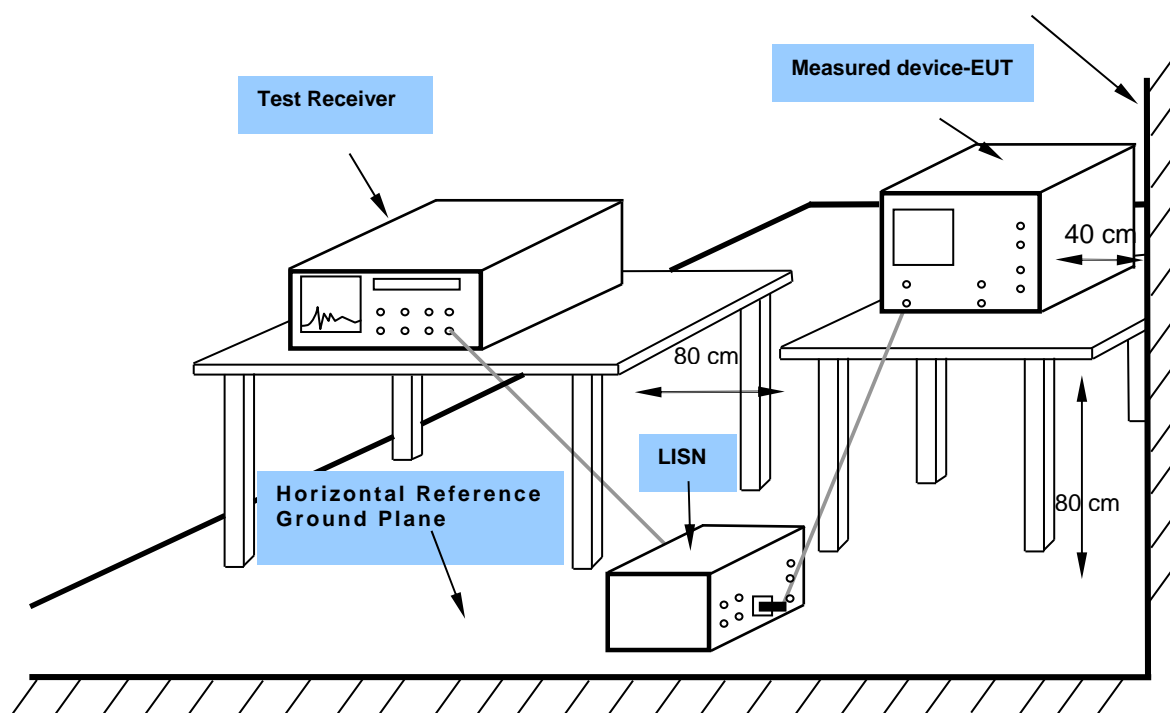 Measured device-EUT
Test Receiver
40 cm
80 cm
LISN
Horizontal Reference
Ground Plane
80 cm